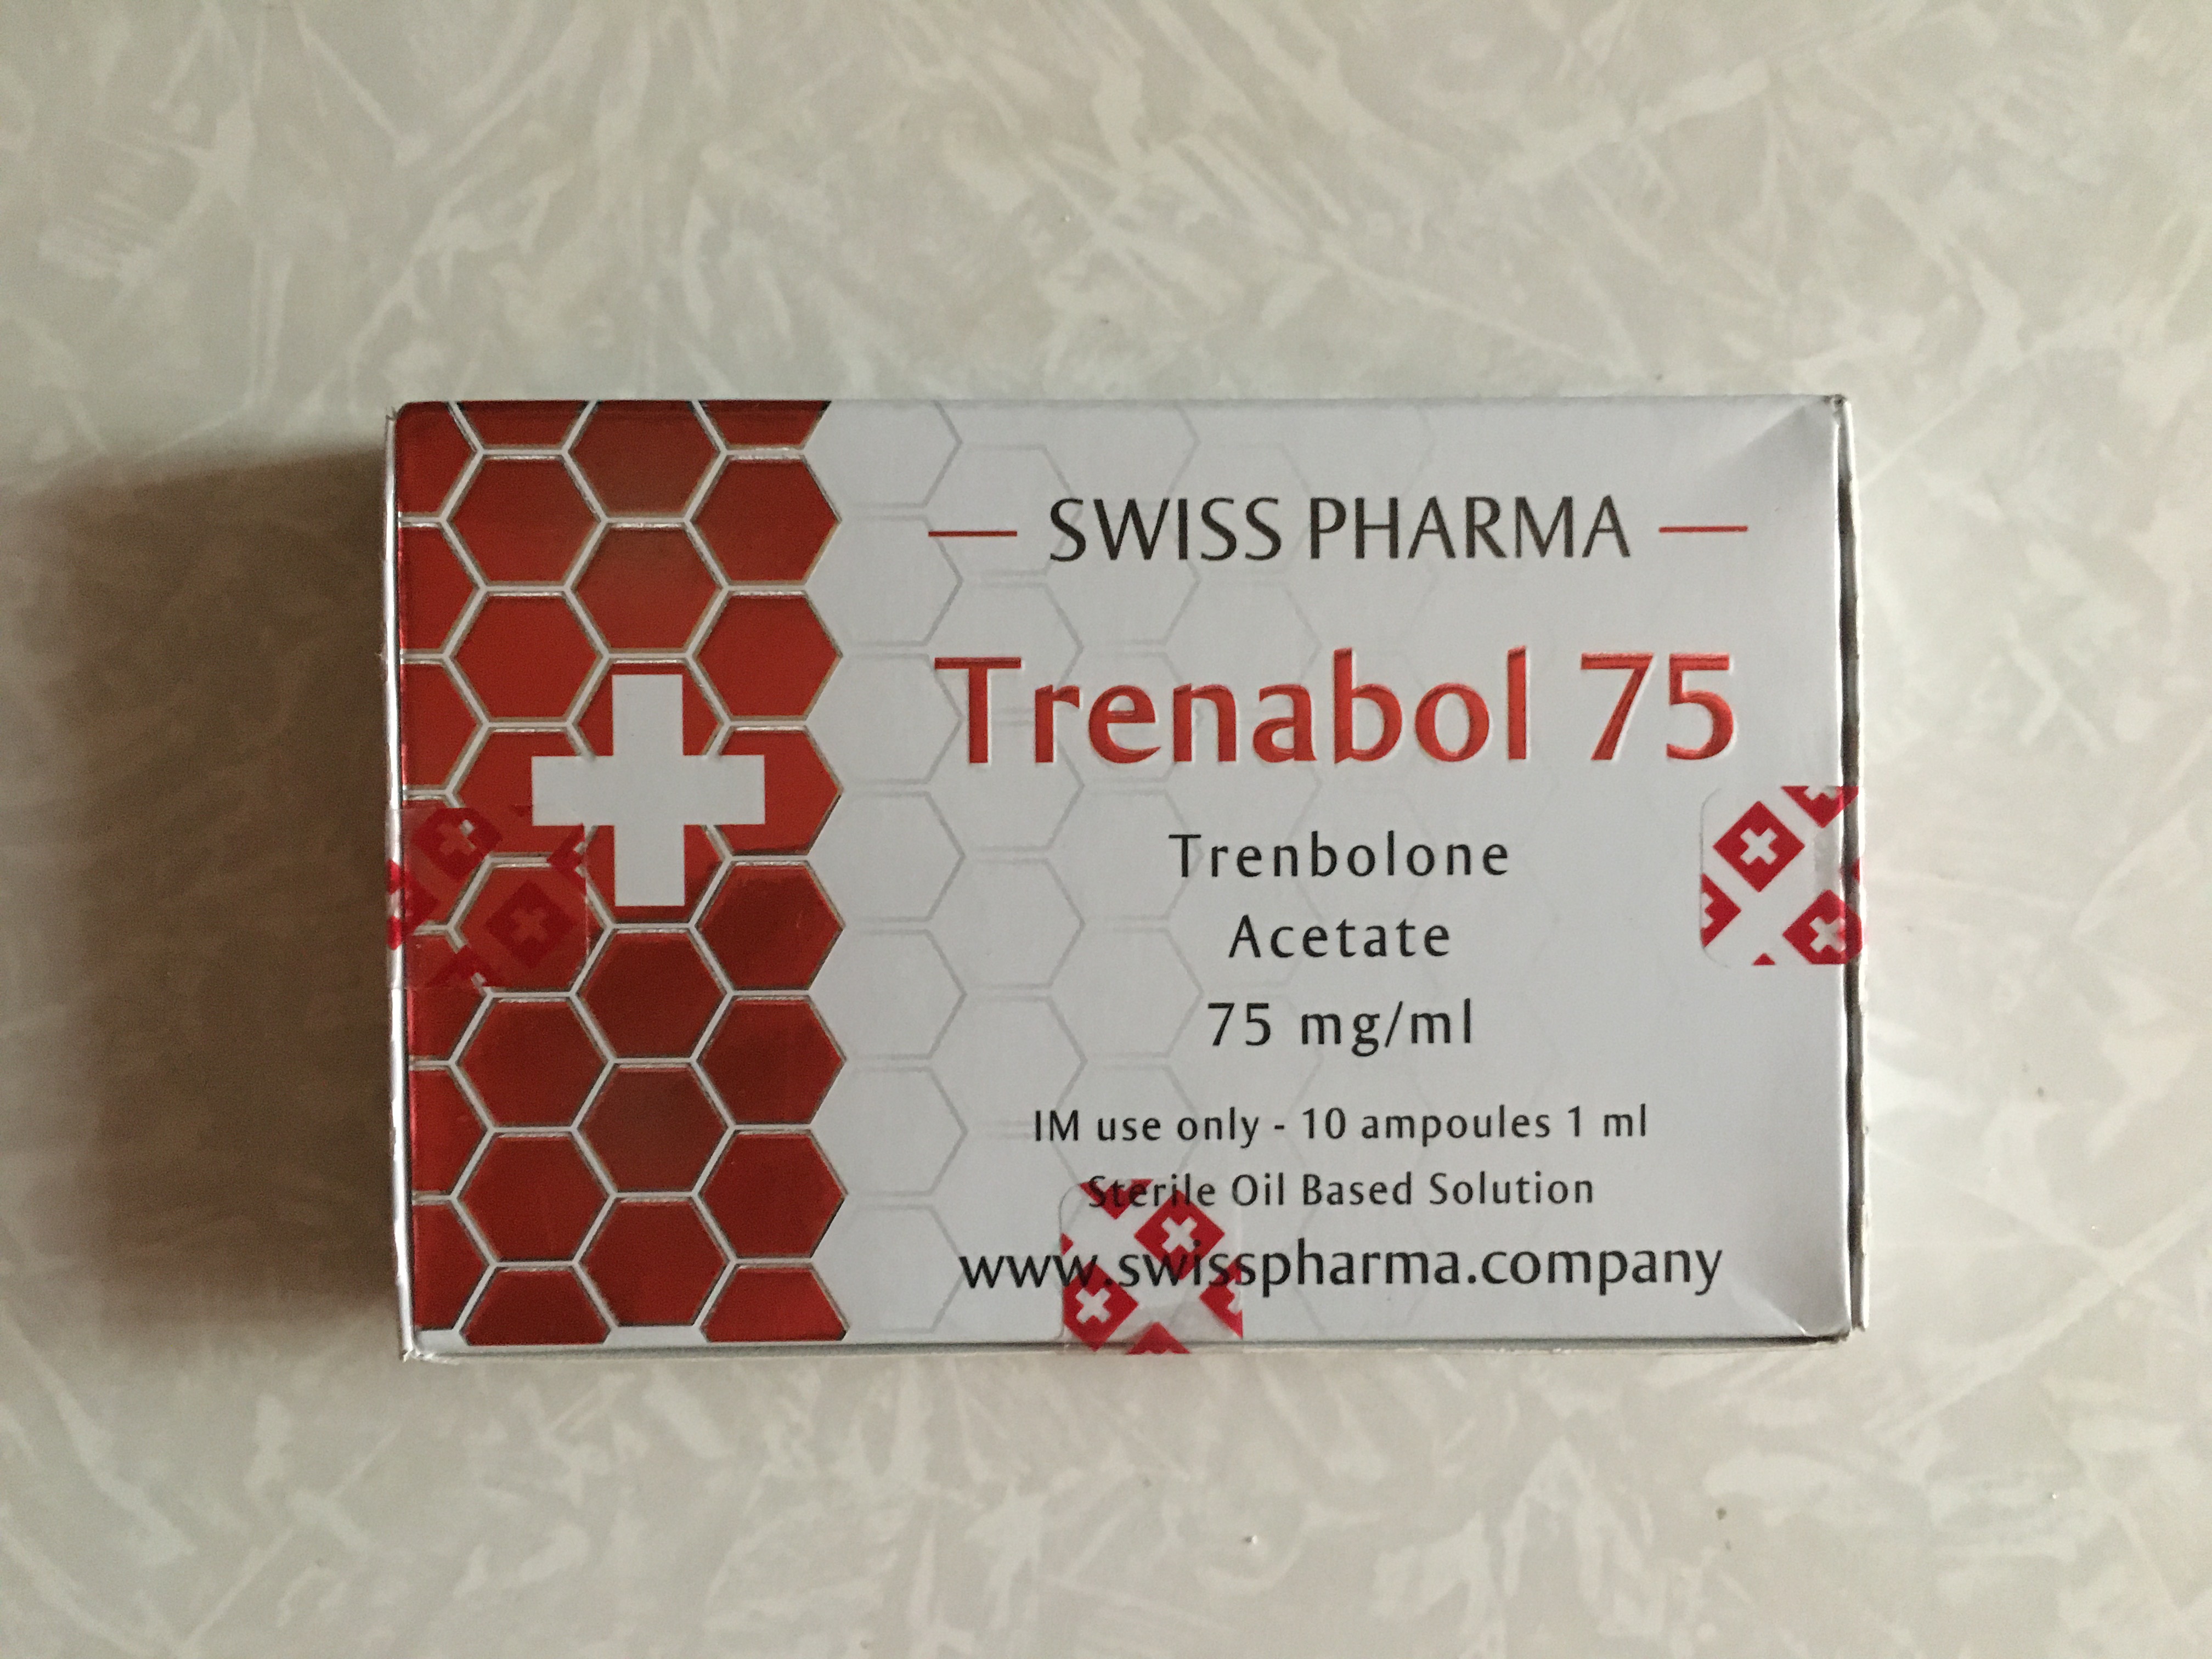 SWISS PHARMA
Trenabol 75
Trenbolone
Acetate
75 mg/ml
IM use only - 10 ampoules 1 ml
Sterile Oil Based Solution
www.swisspharma.company